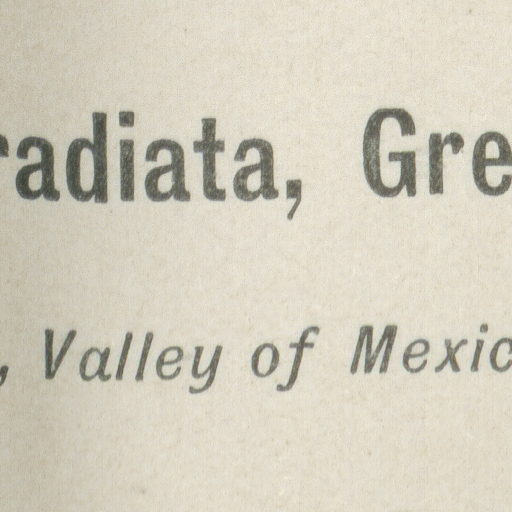 radiata, Gre
, Valley of Mexic